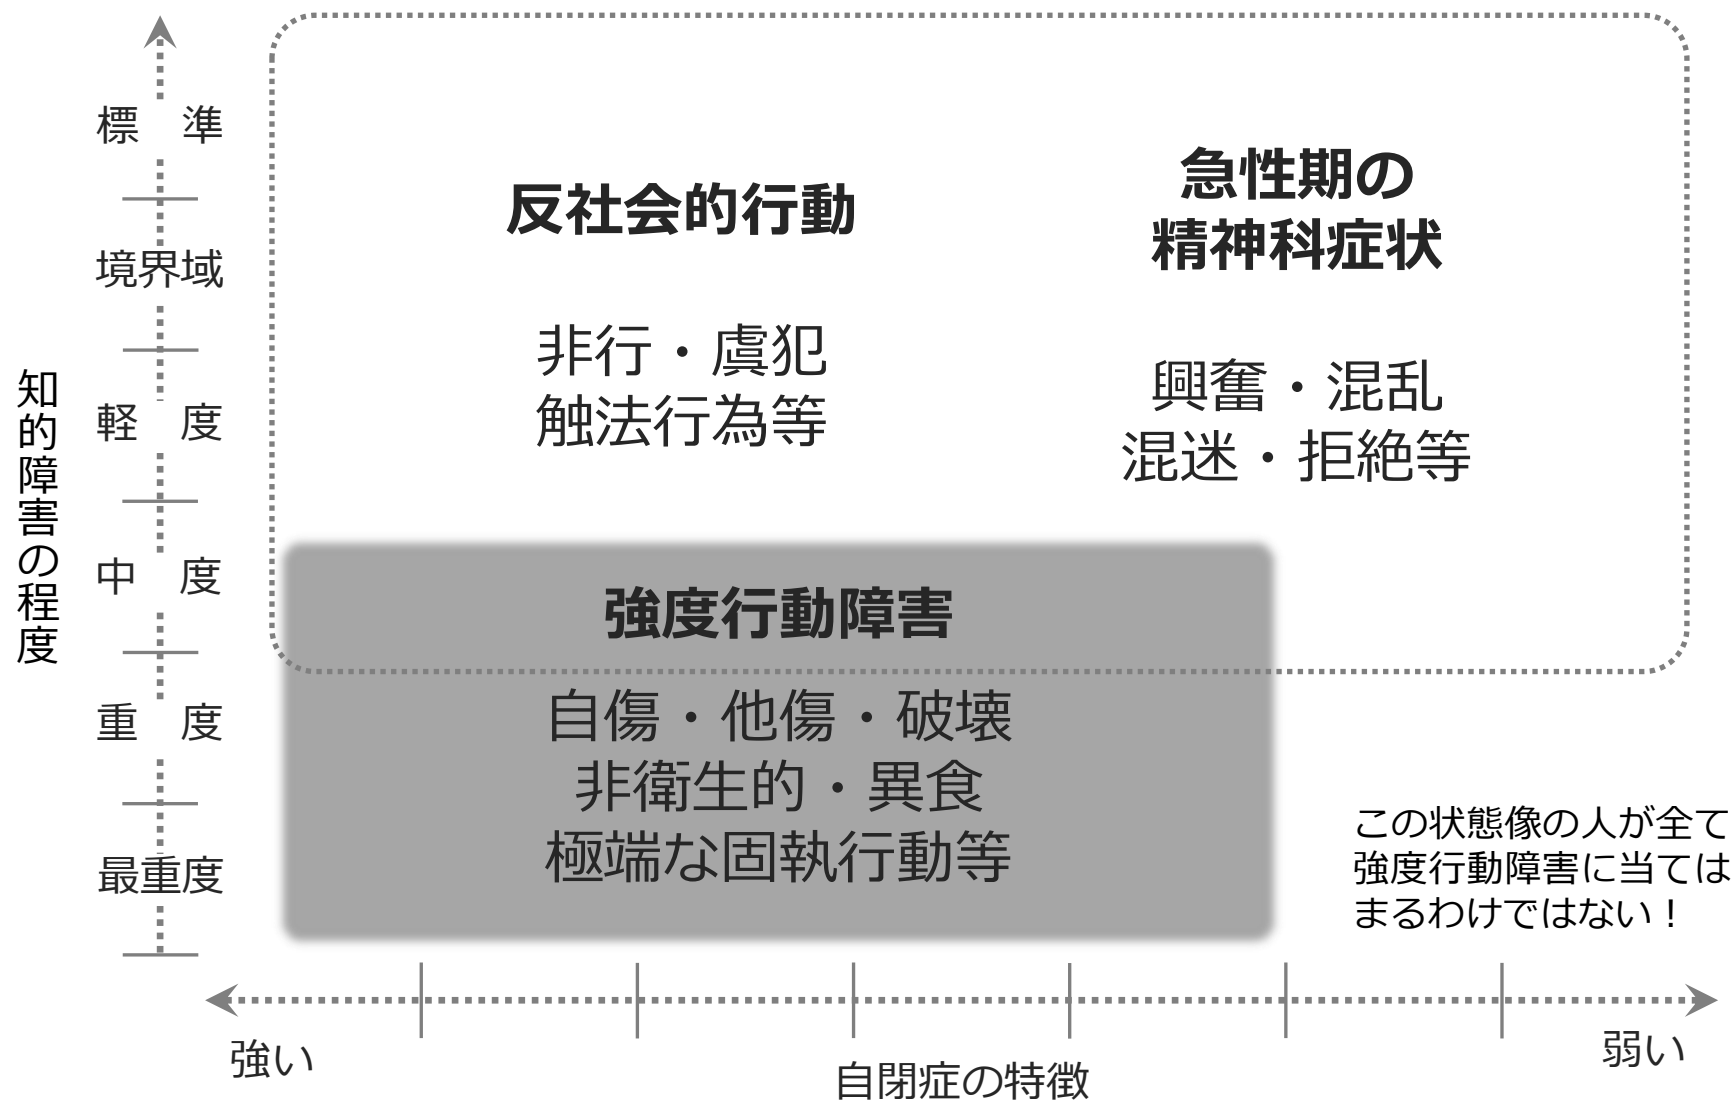 知的障害の程度
標　準
境界域
軽　度
中　度
重　度
最重度
反社会的行動
非行・虞犯
触法行為等
急性期の
精神科症状
興奮・混乱
混迷・拒絶等
強度行動障害
自傷・他傷・破壊
非衛生的・異食
極端な固執行動等
この状態像の人が全て
強度行動障害に当ては
まるわけではない！
強い
自閉症の特徴
弱い